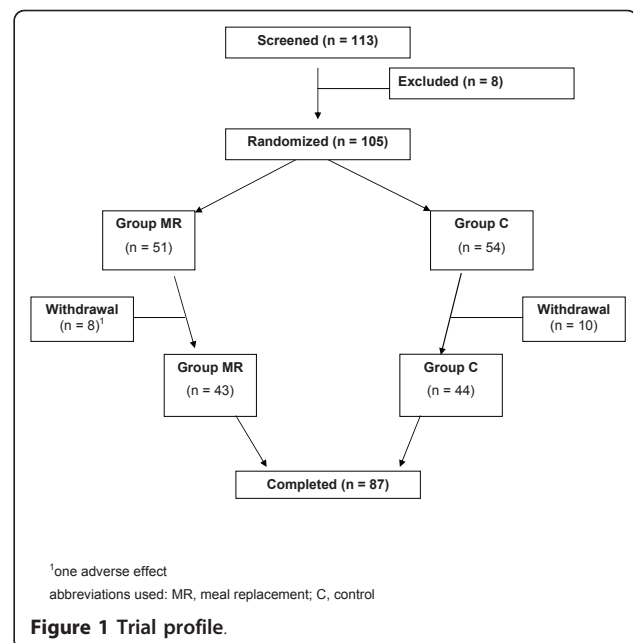 Screened (n = 113)
Excluded (n = 8)
Randomized (n = 105)
Group MR
(n = 51)
Group C
(n = 54)
Withdrawal
(n = 8)1
Withdrawal
(n = 10)
Group MR
(n = 43)
Group C
(n = 44)
Completed (n = 87)
1one adverse effect
abbreviations used: MR, meal replacement; C, control
Figure 1 Trial profile.